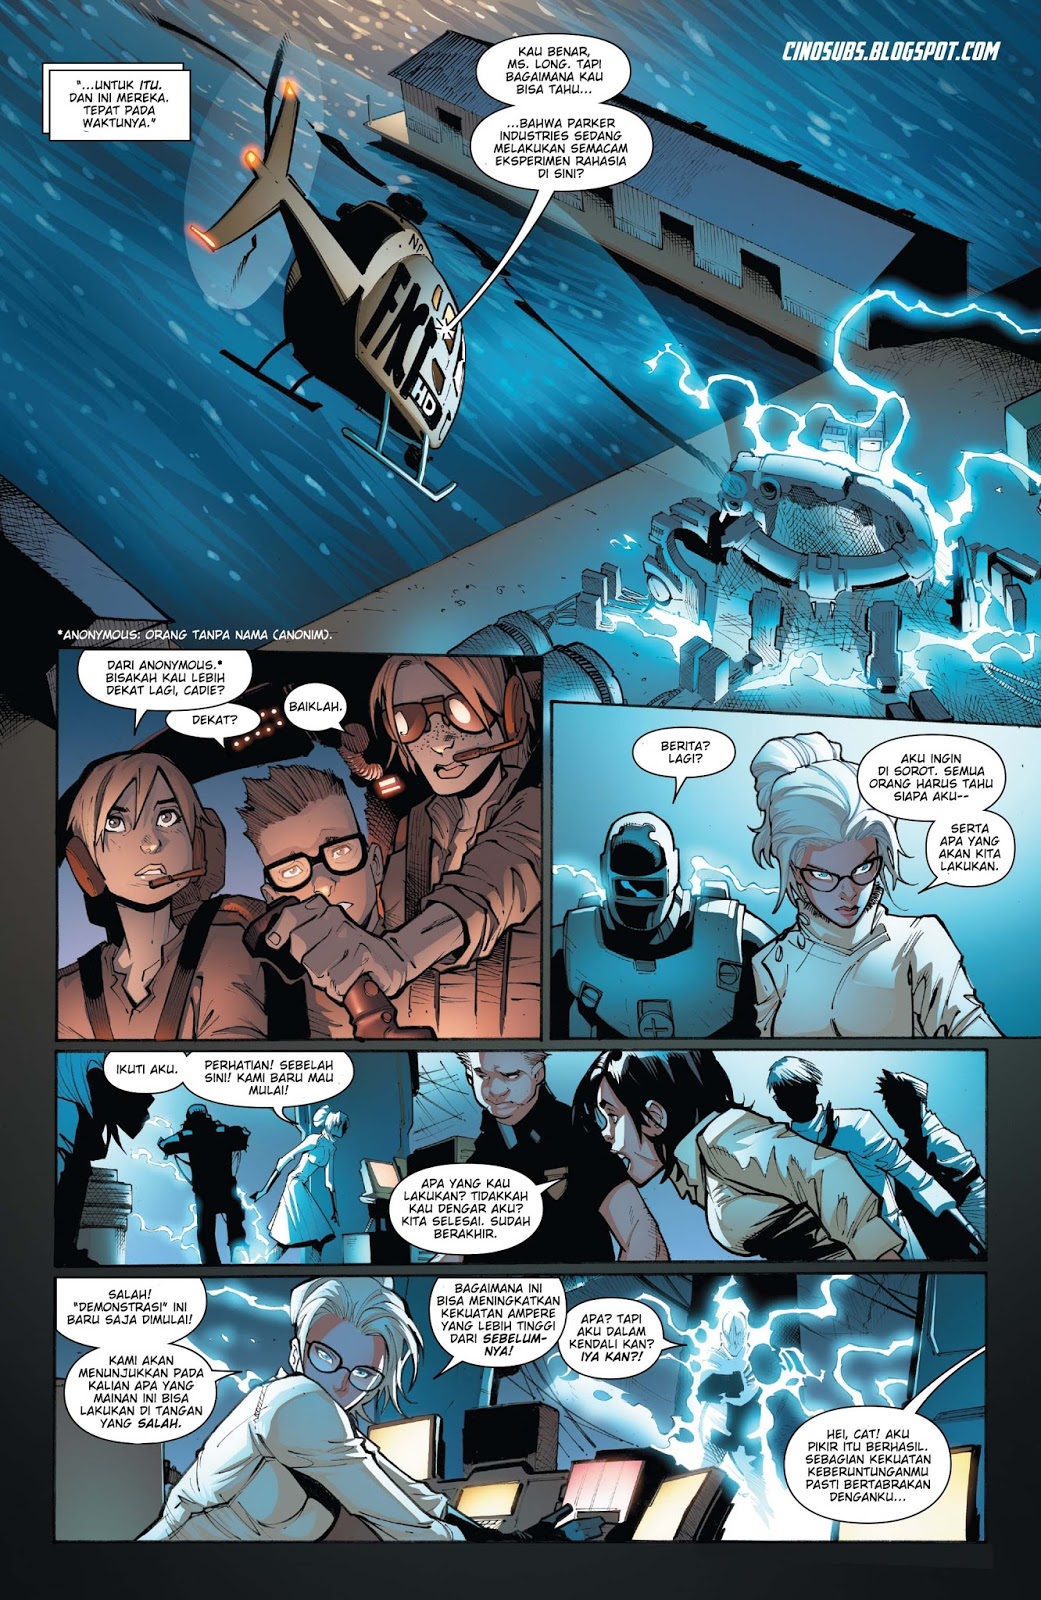 CINOSUBS.BLOGSPOT.COM
"...UNTUK ITU.
DAN INI MEREKA.
TEPAT PADA
WAKTUNYA."
KAU BENAR,
MS. LONG. TAPI
BAGAIMANA KAU
BISA TAHU...
...BAHWA PARKER
INDUSTRIES SEDANG
MELAKUKAN SEMACAM
EKSPERIMEN RAHASIA
DI SINI?
FKT
HD
*ANONYMOUS: ORANG TANPA NAMA (ANONIM).
DARI ANONYMOUS.*
BISAKAH KAU LEBIH
DEKAT LAGI, CADIE?
DEKAT?
BAIKLAH.
BERITA?
LAGI?
AKU INGIN
DI SOROT. SEMUA
ORANG HARUS TAHU
SIAPA AKU--
SERTA
APA YANG
AKAN KITA
LAKUKAN.
IKUTI AKU.
PERHATIAN! SEBELAH
SINI! KAMI BARU MAU
MULAI!
APA YANG KAU
LAKUKAN? TIDAKKAH
KAU DENGAR AKU?
KITA SELESAI. SUDAH
BERAKHIR.
SALAH!
"DEMONSTRASI" INI
BARU SAJA DIMULAI!
KAMI AKAN
MENUNJUKKAN PADA
KALIAN APA YANG
MAINAN INI BISA
LAKUKAN DI TANGAN
YANG SALAH.
BAGAIMANA INI
BISA MENINGKATKAN
KEKUATAN AMPERE
YANG LEBIH TINGGI
DARI SEBELUM-
NYA!
APA? TAPI
AKU DALAM
KENDALI KAN?
IYA KAN?!
HEI, CAT! AKU
PIKIR ITU BERHASIL.
SEBAGIAN KEKUATAN
KEBERUNTUNGANMU
PASTI BERTABRAKAN
DENGANKU...